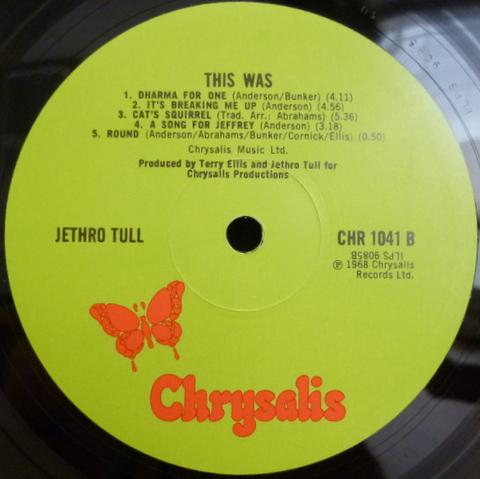 THIS WAS
1. DHARMA FOR ONE (Anderson/Bunker) (4.11)
2. IT'S BREAKING ME UP (Anderson) (4.56)
3. CAT'S SQUIRREL (Trad. Arr.: Abrahams) (5.36)
4. A SONG FOR JEFFREY (Anderson) (3.18)
5. ROUND (Anderson/Abrahams/Bunker/Cornick/Ellis) (0.50)
Chrysalis Music Ltd.
Produced by Terry Ellis and Jethro Tull for
Chrysalis Productions
JETHRO TULL
CHR 1041 B
ILPS 9085B
Ⓟ 1968 Chrysalis
Records Ltd.
Chrysalis